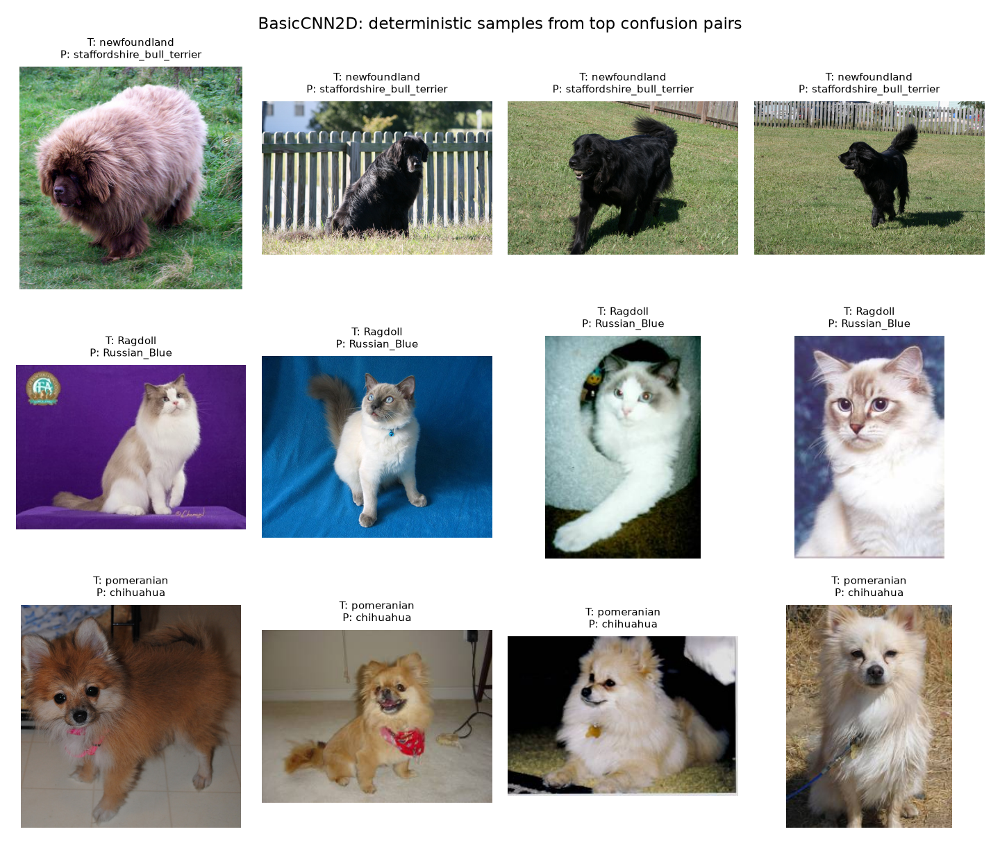 BasicCNN2D: deterministic samples from top confusion pairs
T: newfoundland
P: staffordshire_bull_terrier
T: newfoundland
P: staffordshire_bull_terrier
T: newfoundland
P: staffordshire_bull_terrier
T: newfoundland
P: staffordshire_bull_terrier
T: Ragdoll
P: Russian_Blue
T: Ragdoll
P: Russian_Blue
T: Ragdoll
P: Russian_Blue
T: Ragdoll
P: Russian_Blue
CFA
T: pomeranian
P: chihuahua
T: pomeranian
P: chihuahua
T: pomeranian
P: chihuahua
T: pomeranian
P: chihuahua